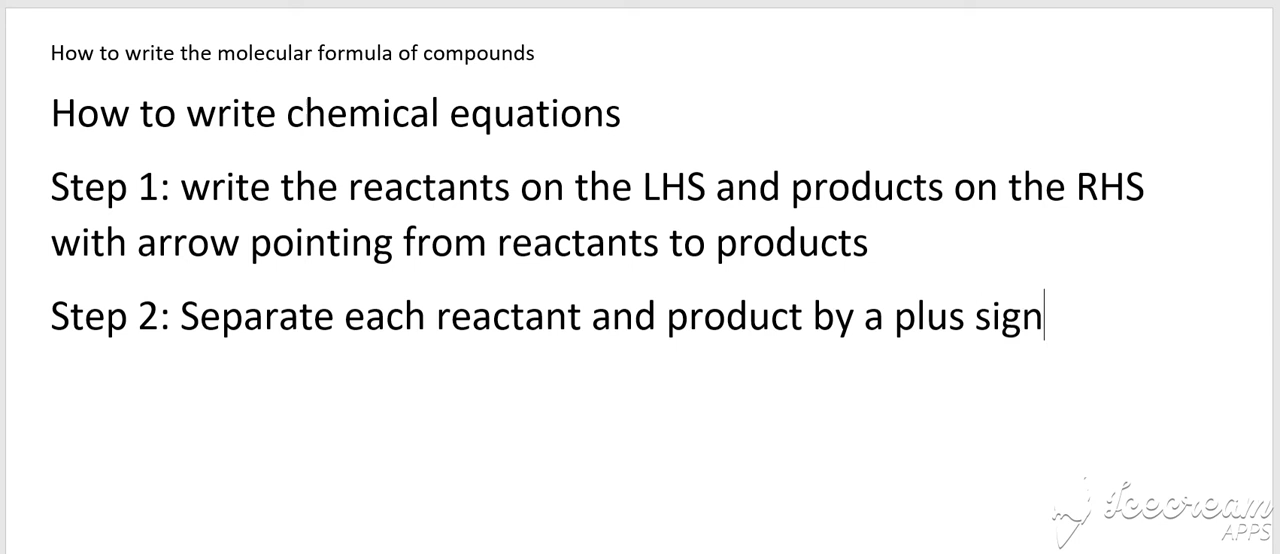 How to write the molecular formula of compounds
How to write chemical equations
Step 1: write the reactants on the LHS and products on the RHS
with arrow pointing from reactants to products
Step 2: Separate each reactant and product by a plus sign
Icecream
APPS